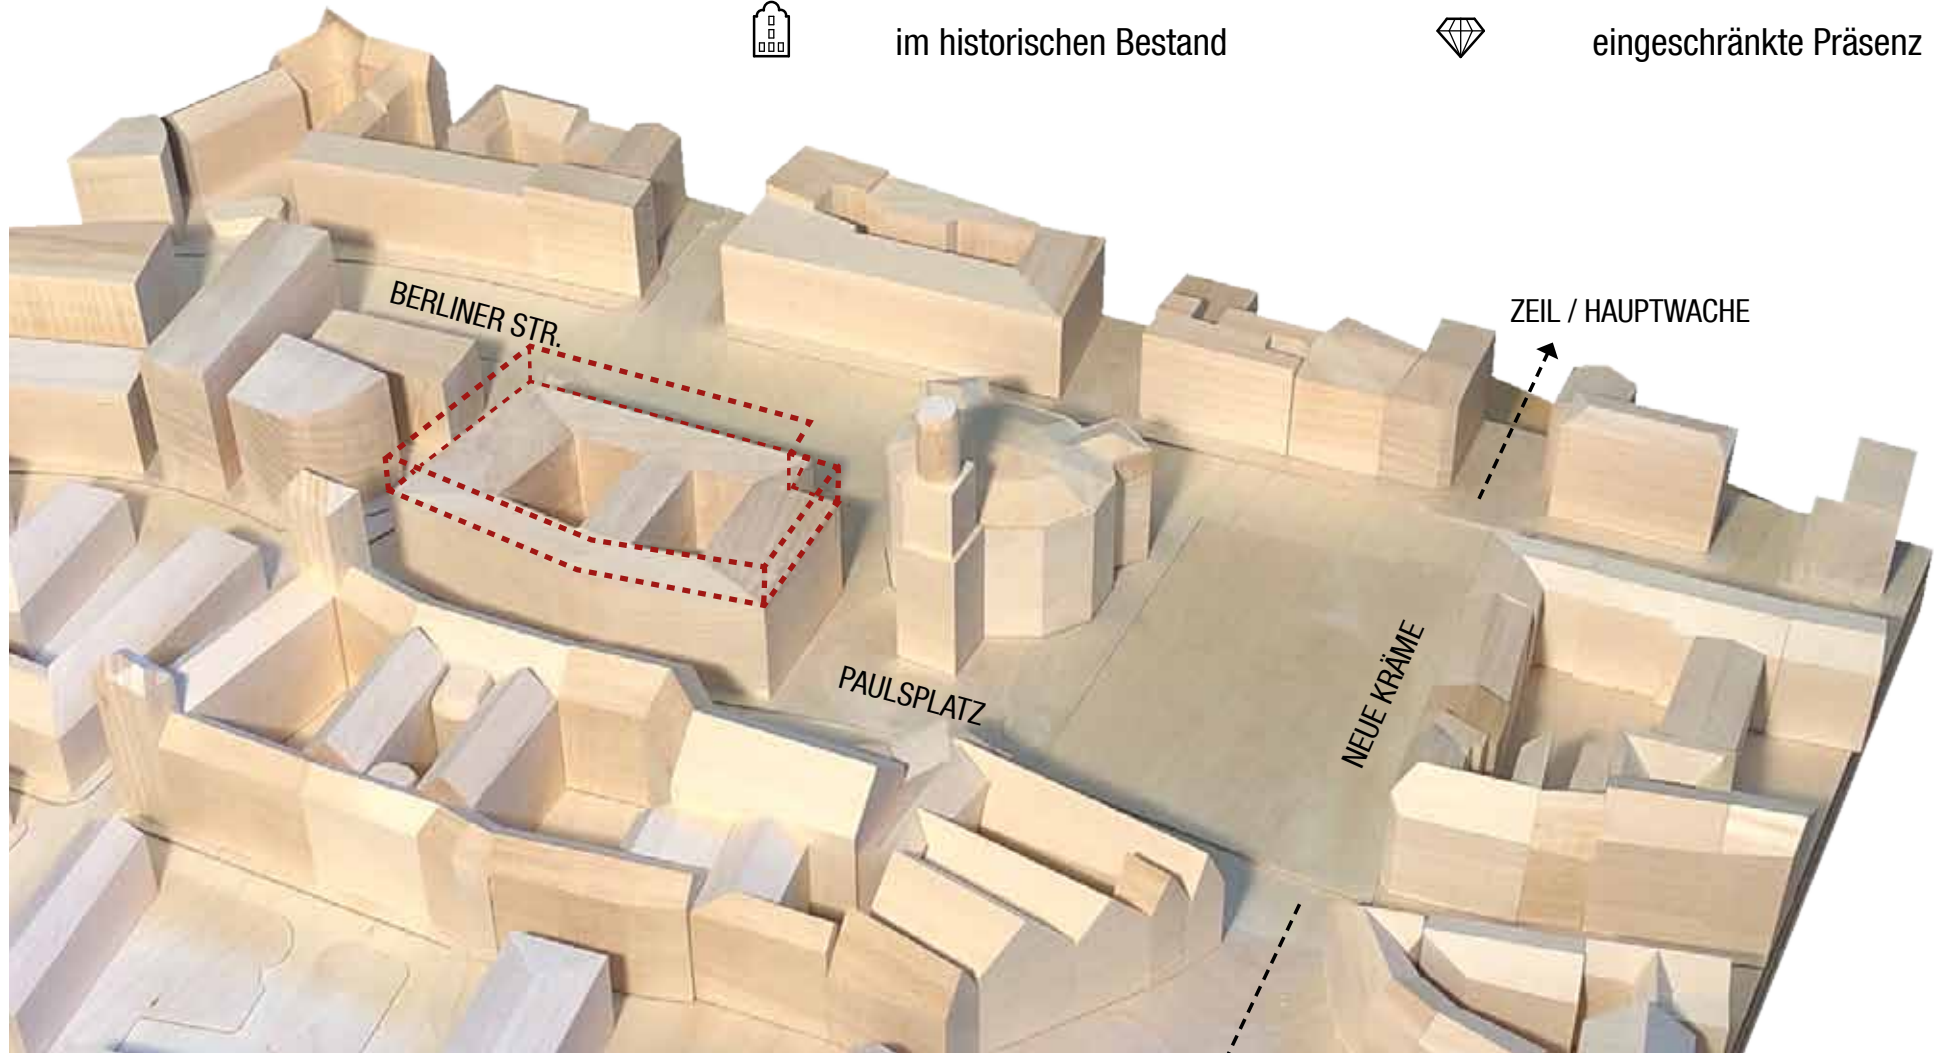 im historischen Bestand
eingeschränkte Präsenz
BERLINER STR.
ZEIL / HAUPTWACHE
PAULSPLATZ
NEUE KRÄME